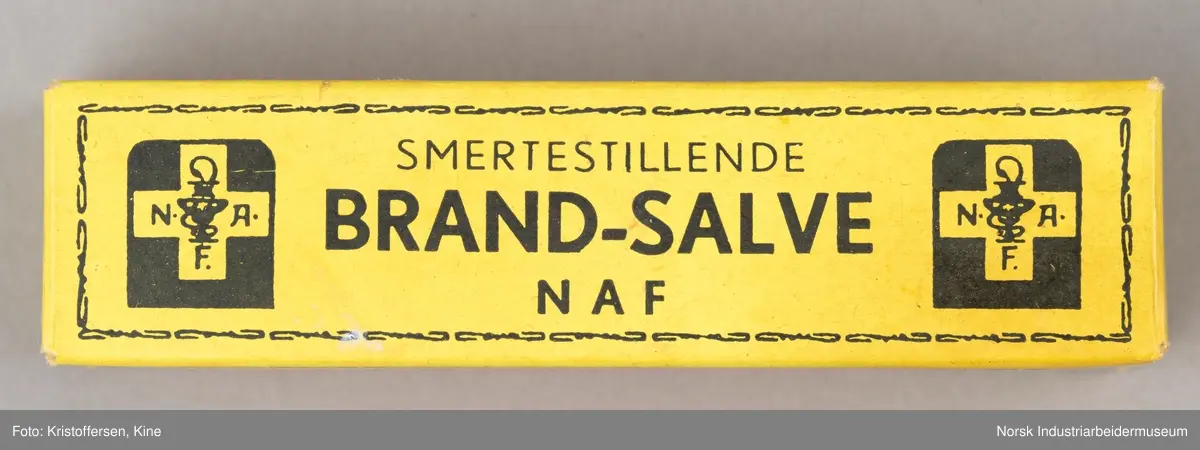 SMERTESTILLENDE
BRAND-SALVE
NAF
N. A.
F.
N. A.
F.
Foto: Kristoffersen, Kine
Norsk Industriarbeidermuseum